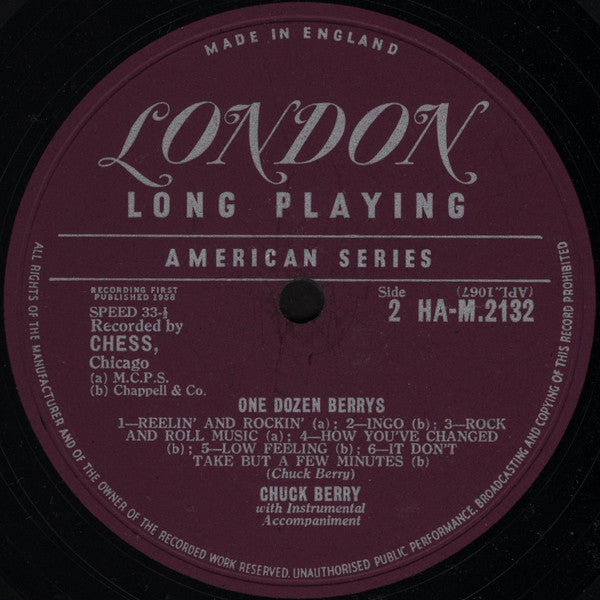 MADE IN ENGLAND
LONDON
LONG PLAYING
AMERICAN SERIES
RECORDING FIRST
PUBLISHED 1958
SPEED 33-⅓
Recorded by
CHESS,
Chicago
(a) M.C.P.S.
(b) Chappell & Co.
(APL.1067)
Side
2 HA-M.2132
ONE DOZEN BERRYS
1—REELIN' AND ROCKIN' (a); 2—INGO (b); 3—ROCK
AND ROLL MUSIC (a); 4—HOW YOU'VE CHANGED
(b); 5—LOW FEELING (b); 6—IT DON'T
TAKE BUT A FEW MINUTES (b)
(Chuck Berry)
CHUCK BERRY
with Instrumental
Accompaniment
ALL RIGHTS OF THE MANUFACTURER AND OF THE OWNER OF THE RECORDED WORK RESERVED. UNAUTHORISED PUBLIC PERFORMANCE, BROADCASTING AND COPYING OF THIS RECORD PROHIBITED